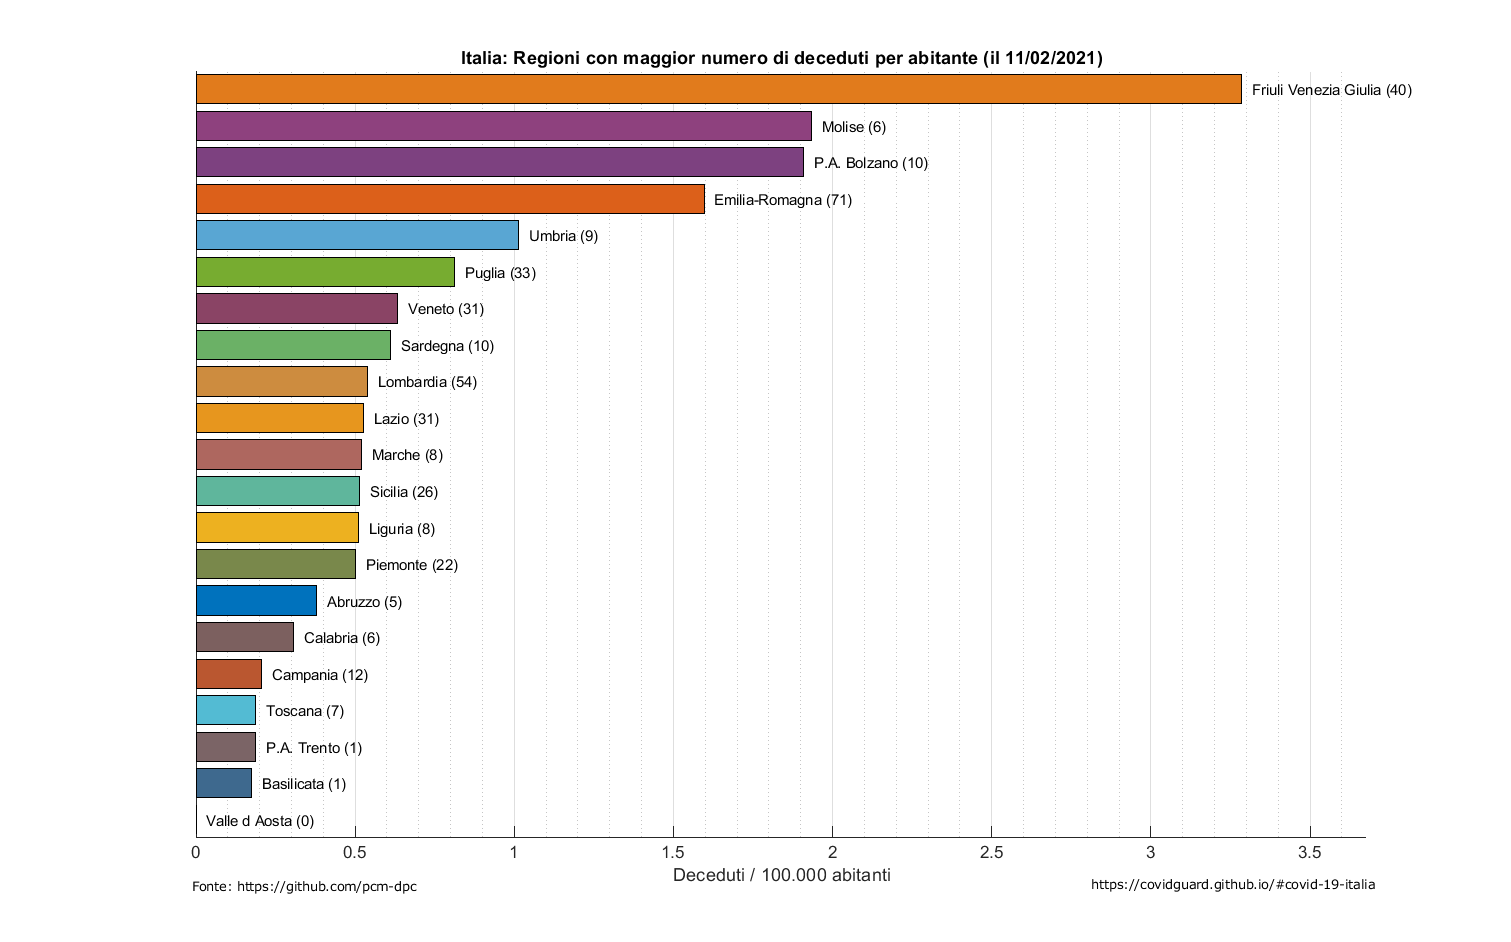 Italia: Regioni con maggior numero di deceduti per abitante (il 11/02/2021)
Friuli Venezia Giulia (40)
Molise (6)
P.A. Bolzano (10)
Emilia-Romagna (71)
Umbria (9)
Puglia (33)
Veneto (31)
Sardegna (10)
Lombardia (54)
Lazio (31)
Marche (8)
Sicilia (26)
Liguria (8)
Piemonte (22)
Abruzzo (5)
Calabria (6)
Campania (12)
Toscana (7)
P.A. Trento (1)
Basilicata (1)
Valle d Aosta (0)
0 0.5 1 1.5 2 2.5 3 3.5
Deceduti / 100.000 abitanti
Fonte: https://github.com/pcm-dpc
https://covidguard.github.io/#covid-19-italia